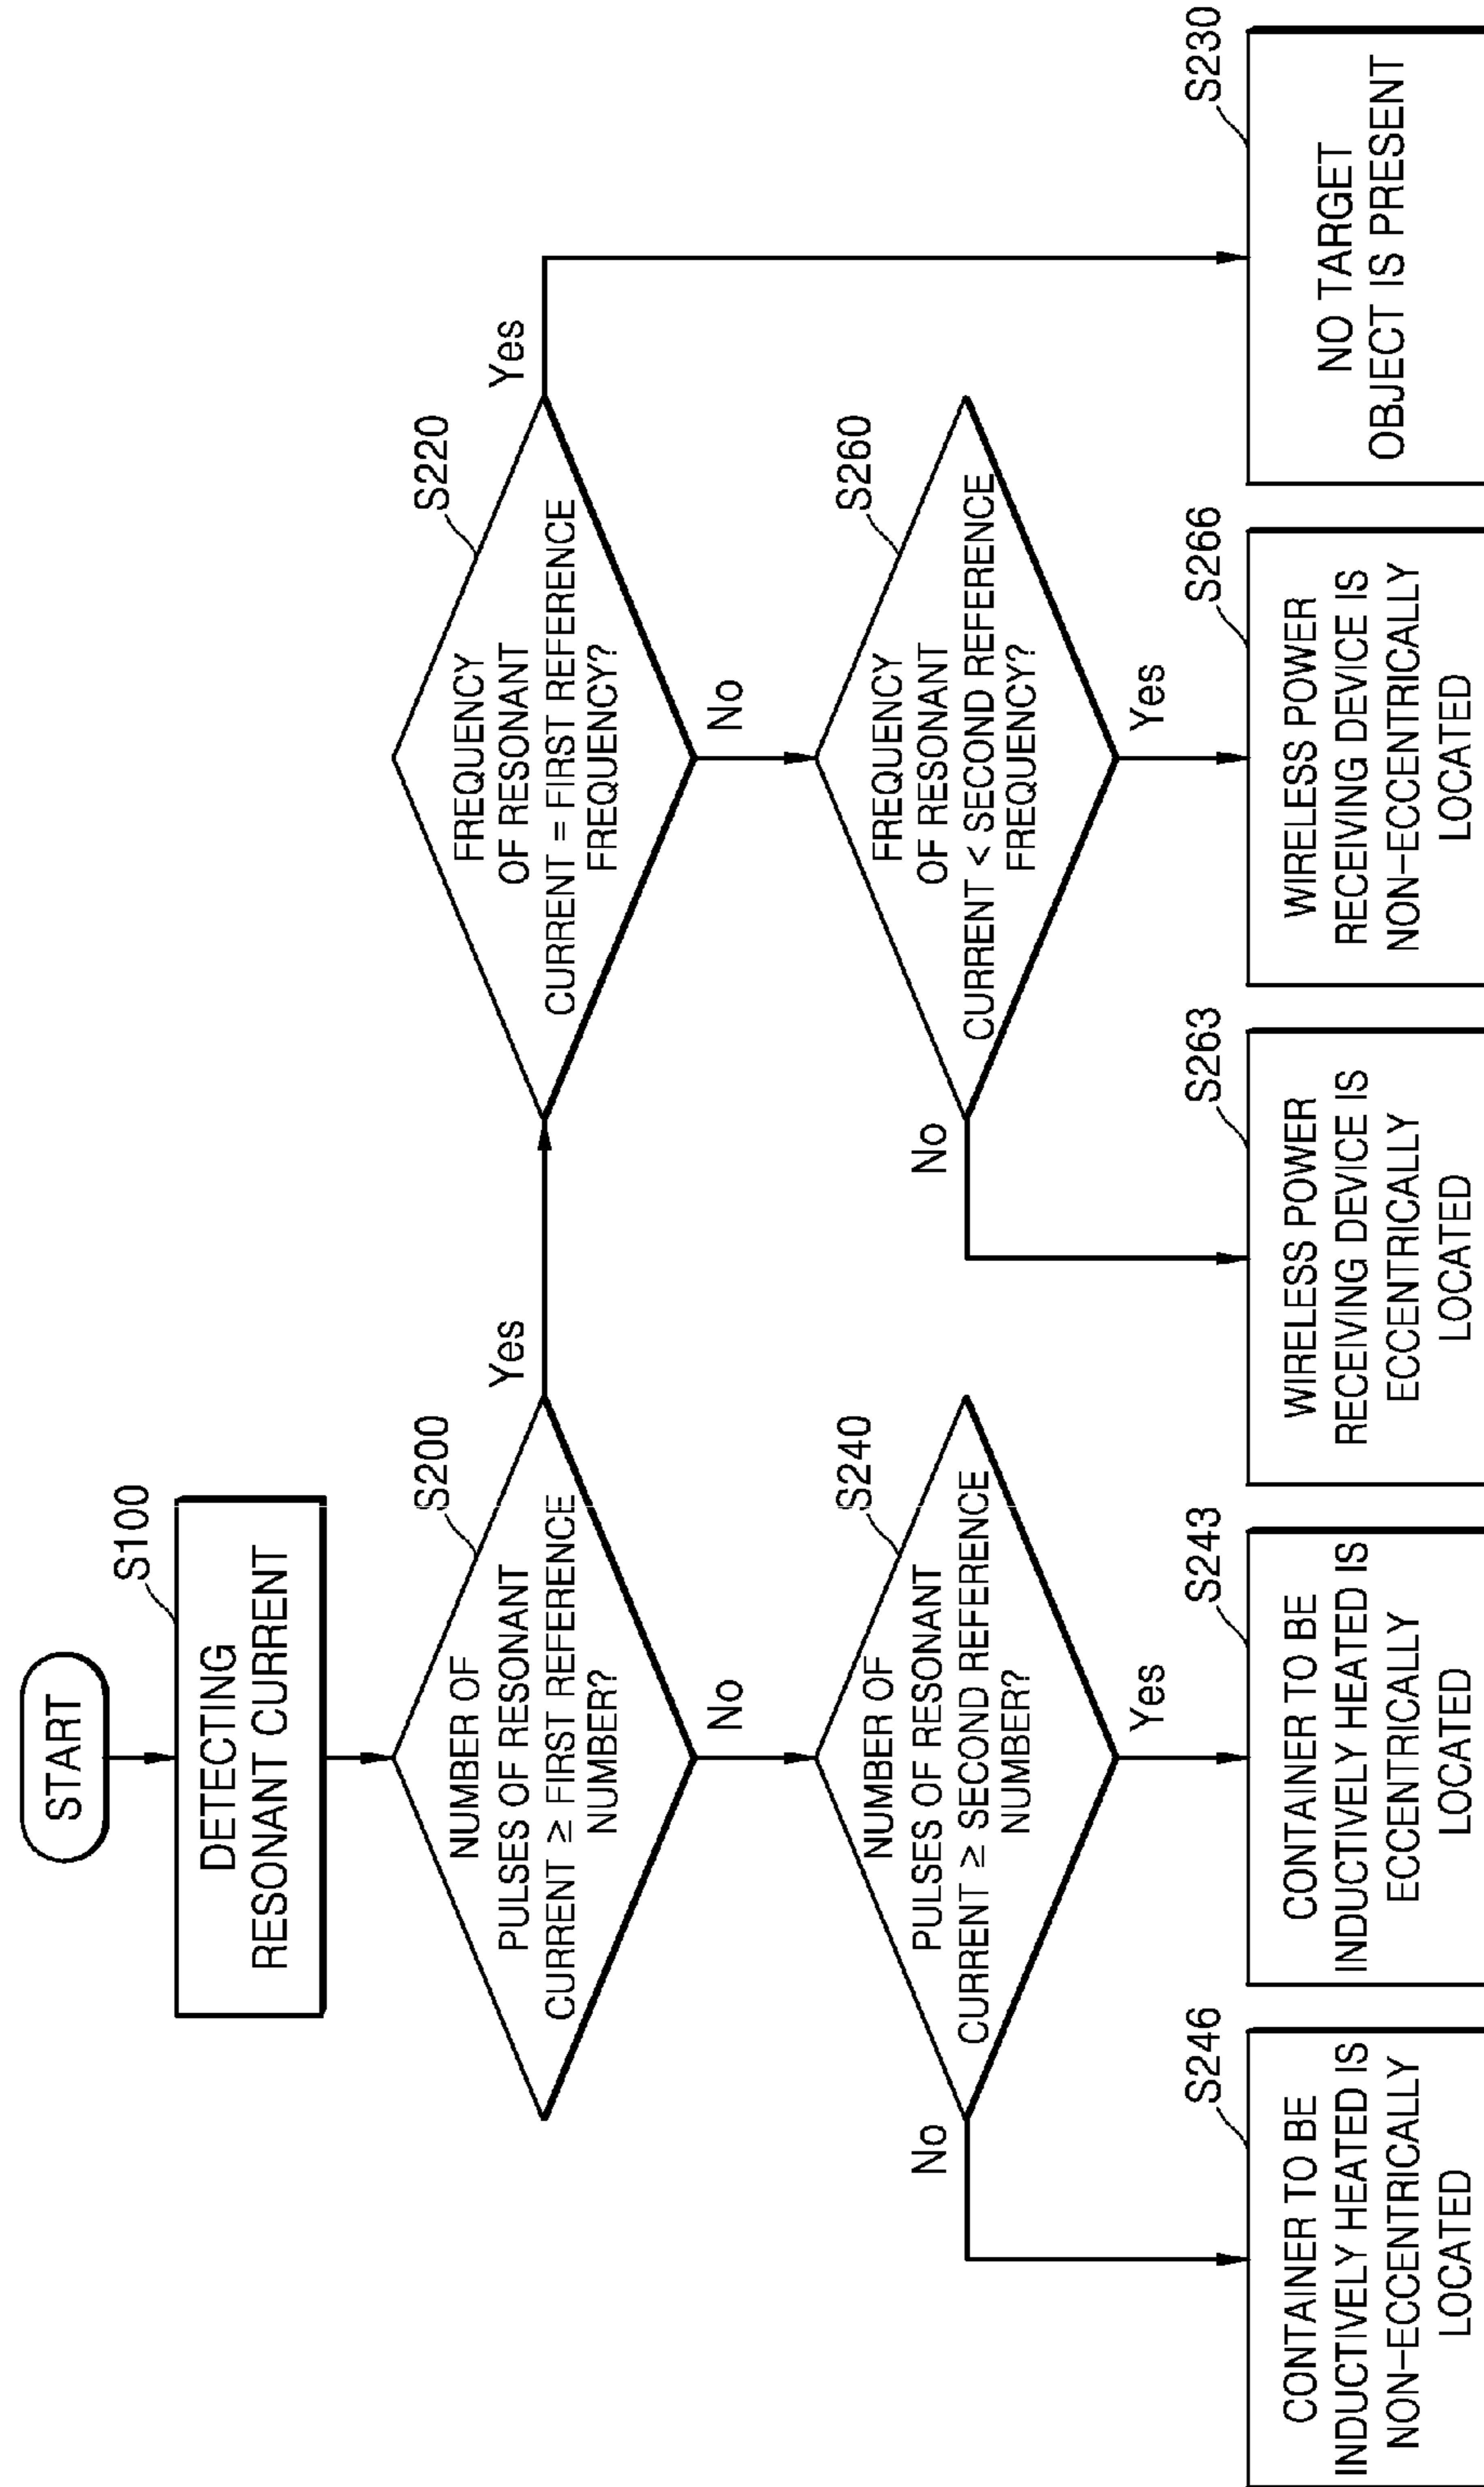 START
S100
DETECTING
RESONANT CURRENT
S200
NUMBER OF
PULSES OF RESONANT
CURRENT ≥ FIRST REFERENCE
NUMBER?
Yes
No
S220
FREQUENCY
OF RESONANT
CURRENT = FIRST REFERENCE
FREQUENCY?
Yes
No
S240
NUMBER OF
PULSES OF RESONANT
CURRENT ≥ SECOND REFERENCE
NUMBER?
No
Yes
S260
FREQUENCY
OF RESONANT
CURRENT < SECOND REFERENCE
FREQUENCY?
No
Yes
S246
CONTAINER TO BE
INDUCTIVELY HEATED IS
NON-ECCENTRICALLY
LOCATED
S243
CONTAINER TO BE
INDUCTIVELY HEATED IS
ECCENTRICALLY
LOCATED
S263
WIRELESS POWER
RECEIVING DEVICE IS
ECCENTRICALLY
LOCATED
S266
WIRELESS POWER
RECEIVING DEVICE IS
NON-ECCENTRICALLY
LOCATED
S230
NO TARGET
OBJECT IS PRESENT